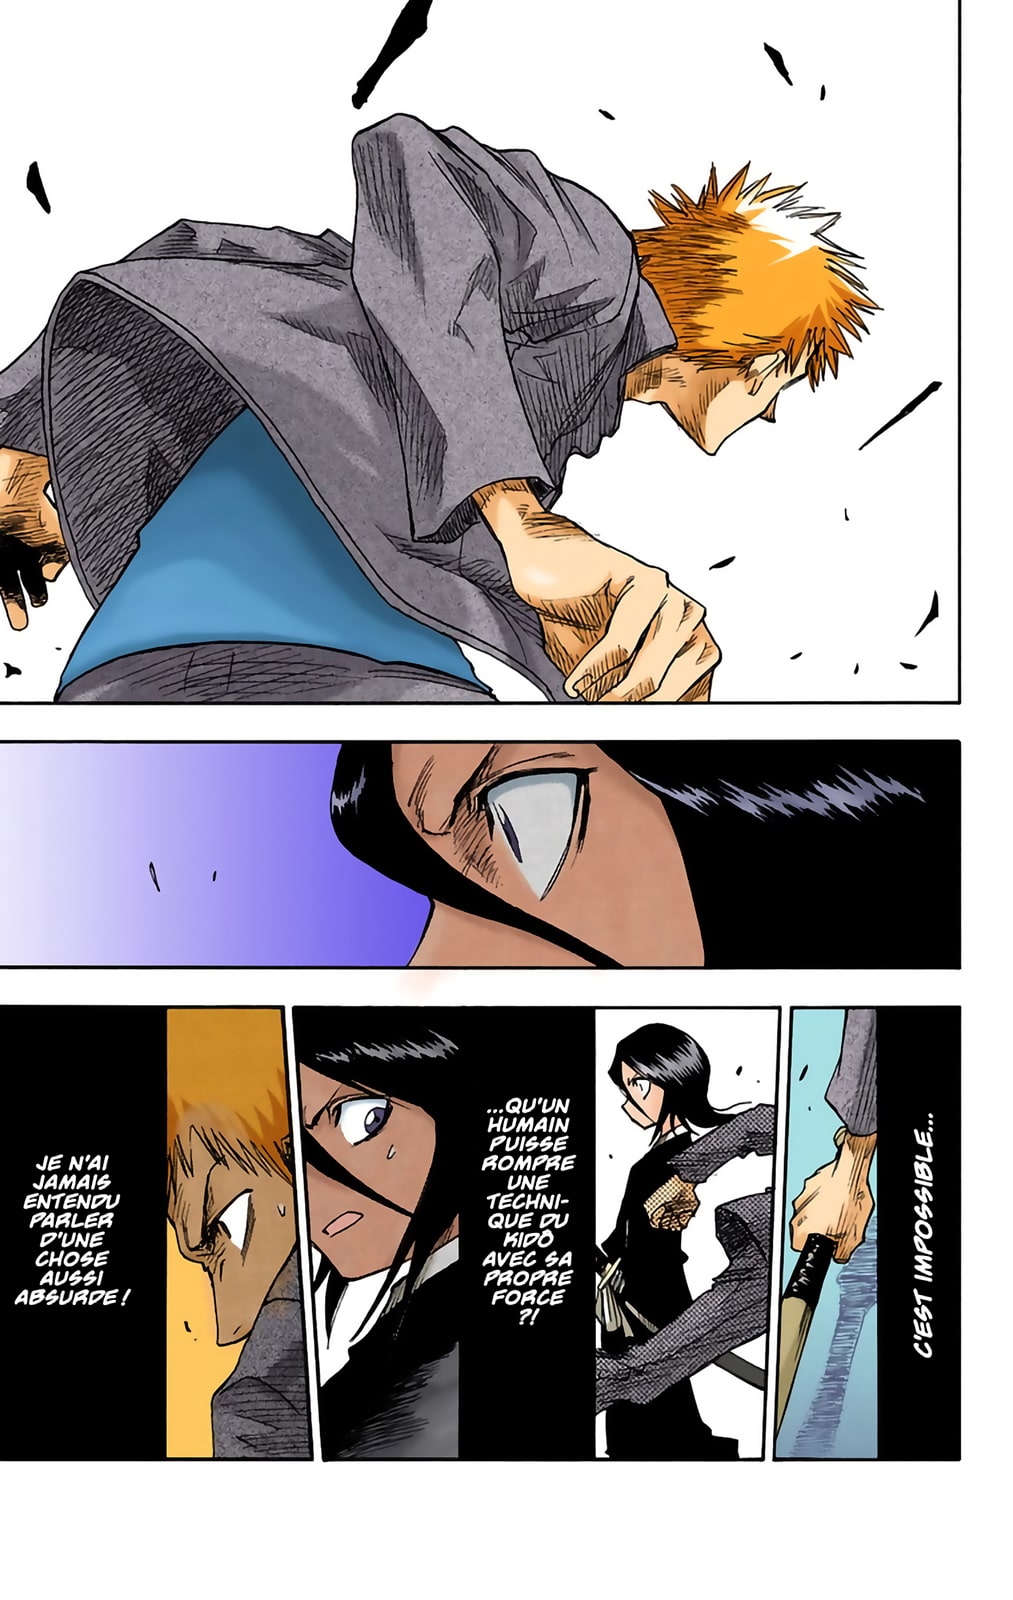 C'EST IMPOSSIBLE...
...QU'UN
HUMAIN
PUISSE
ROMPRE
UNE
TECHNI-
QUE DU
KIDÔ
AVEC SA
PROPRE
FORCE
?!
JE N'AI
JAMAIS
ENTENDU
PARLER
D'UNE
CHOSE
AUSSI
ABSURDE !